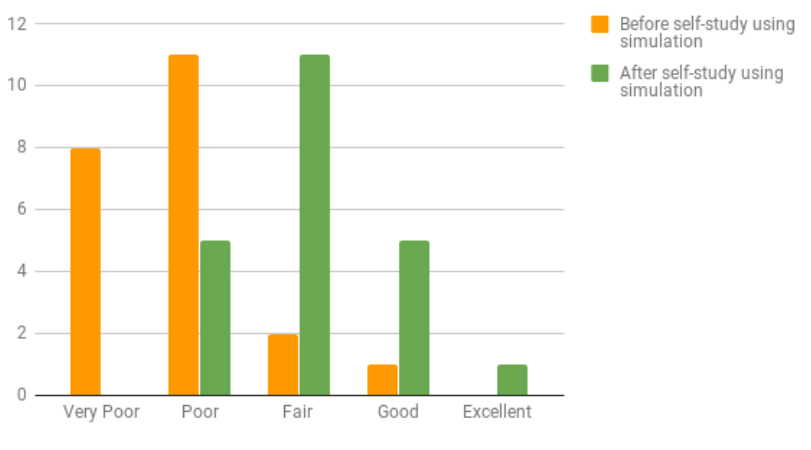 12
10
8
6
4
2
0
Very Poor
Poor
Fair
Good
Excellent
Before self-study using
simulation
After self-study using
simulation